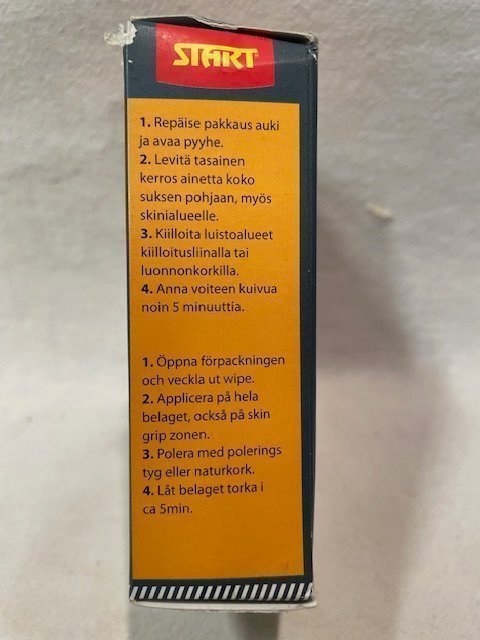 START
1. Repäise pakkaus auki
ja avaa pyyhe.
2. Levitä tasainen
kerros ainetta koko
suksen pohjaan, myös
skinialueelle.
3. Kiilloita luistoalueet
kiilloitusliinalla tai
luonnonkorkilla.
4. Anna voiteen kuivua
noin 5 minuuttia.
1. Öppna förpackningen
och veckla ut wipe.
2. Applicera på hela
belaget, också på skin
grip zonen.
3. Polera med polerings
tyg eller naturkork.
4. Låt belaget torka i
ca 5min.